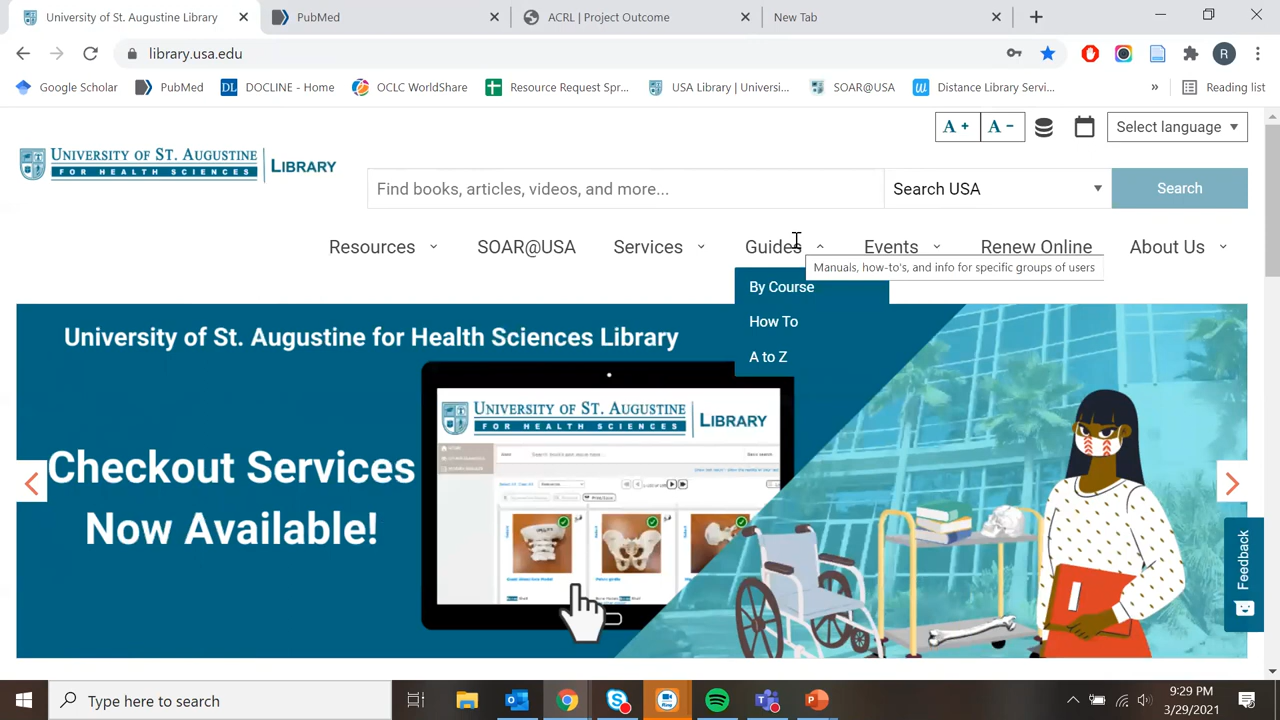 University of St. Augustine Library
PubMed
ACRL | Project Outcome
New Tab
library.usa.edu
R
Google Scholar
PubMed
DL DOCLINE - Home
OCLC WorldShare
Resource Request Spr...
USA Library | Universi...
SOAR@USA
Distance Library Servi...
»
Reading list
A +
A -
Select language
UNIVERSITY OF ST. AUGUSTINE
FOR HEALTH SCIENCES
LIBRARY
Find books, articles, videos, and more...
Search USA
Search
Resources
SOAR@USA
Services
Guides
Events
Renew Online
About Us
Manuals, how-to's, and info for specific groups of users
By Course
How To
A to Z
University of St. Augustine for Health Sciences Library
Checkout Services
Now Available!
UNIVERSITY OF ST. AUGUSTINE
FOR HEALTH SCIENCES
LIBRARY
Feedback
Type here to search
9:29 PM
3/29/2021